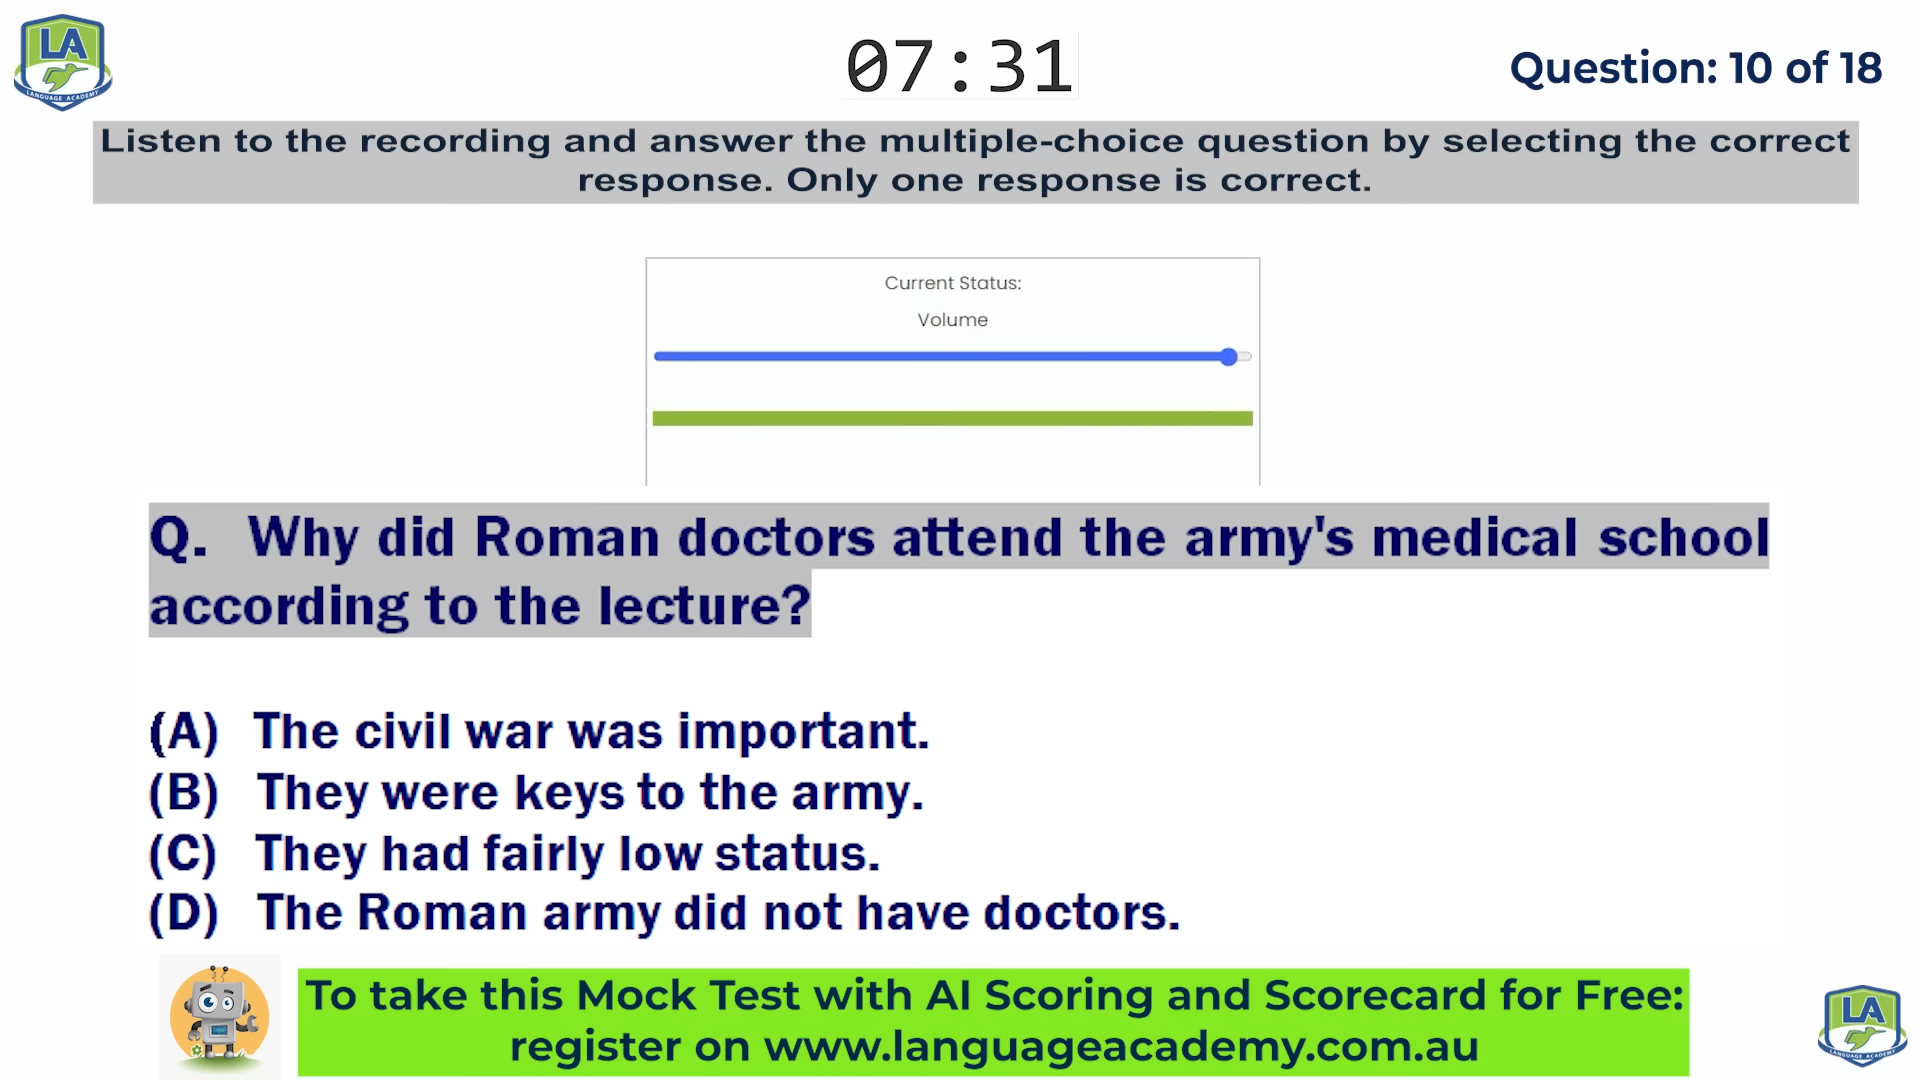 LA
LANGUAGE ACADEMY
07:31
Question: 10 of 18
Listen to the recording and answer the multiple-choice question by selecting the correct
response. Only one response is correct.
Current Status:
Volume
Q. Why did Roman doctors attend the army's medical school
according to the lecture?
(A) The civil war was important.
(B) They were keys to the army.
(C) They had fairly low status.
(D) The Roman army did not have doctors.
To take this Mock Test with AI Scoring and Scorecard for Free:
register on www.languageacademy.com.au
LA
LANGUAGE ACADEMY